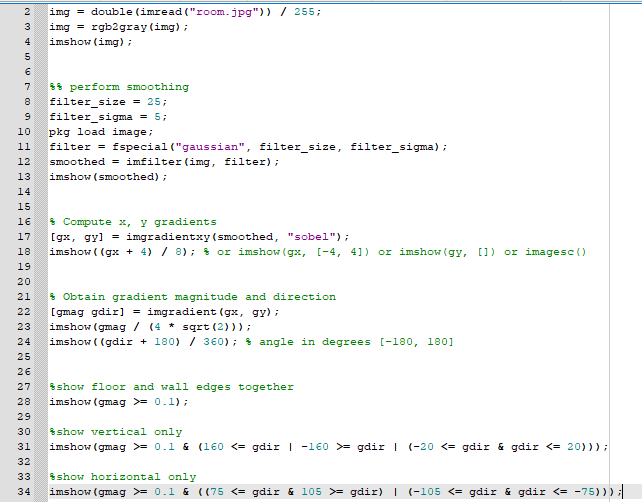 2 img = double(imread("room.jpg")) / 255;
3 img = rgb2gray(img);
4 imshow(img);
5
6
7 %% perform smoothing
8 filter_size = 25;
9 filter_sigma = 5;
10 pkg load image;
11 filter = fspecial("gaussian", filter_size, filter_sigma);
12 smoothed = imfilter(img, filter);
13 imshow(smoothed);
14
15
16 % Compute x, y gradients
17 [gx, gy] = imgradientxy(smoothed, "sobel");
18 imshow((gx + 4) / 8); % or imshow(gx, [-4, 4]) or imshow(gy, []) or imagesc()
19
20
21 % Obtain gradient magnitude and direction
22 [gmag gdir] = imgradient(gx, gy);
23 imshow(gmag / (4 * sqrt(2)));
24 imshow((gdir + 180) / 360); % angle in degrees [-180, 180]
25
26
27 %show floor and wall edges together
28 imshow(gmag >= 0.1);
29
30 %show vertical only
31 imshow(gmag >= 0.1 & (160 <= gdir | -160 >= gdir | (-20 <= gdir & gdir <= 20)));
32
33 %show horizontal only
34 imshow(gmag >= 0.1 & ((75 <= gdir & 105 >= gdir) | (-105 <= gdir & gdir <= -75)));